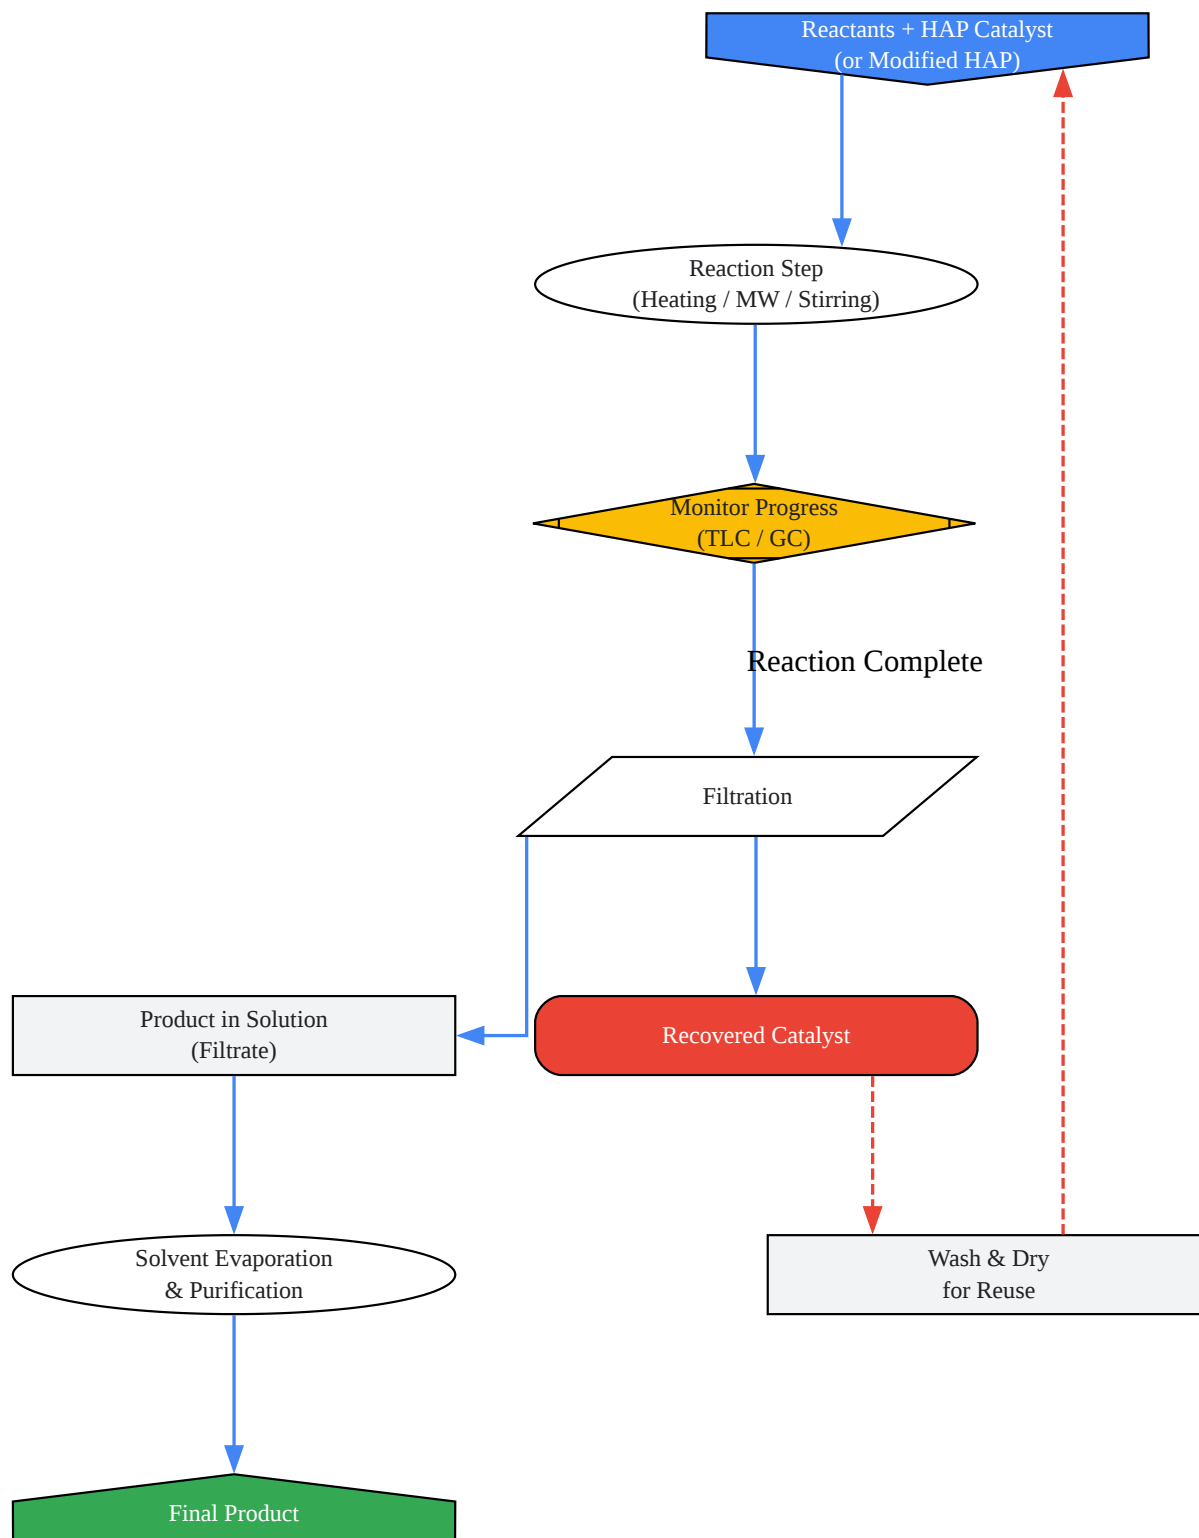 Reactants + HAP Catalyst
(or Modified HAP)
Reaction Step
(Heating / MW / Stirring)
Monitor Progress
(TLC / GC)
Reaction Complete
Filtration
Product in Solution
(Filtrate)
Recovered Catalyst
Solvent Evaporation
& Purification
Wash & Dry
for Reuse
Final Product